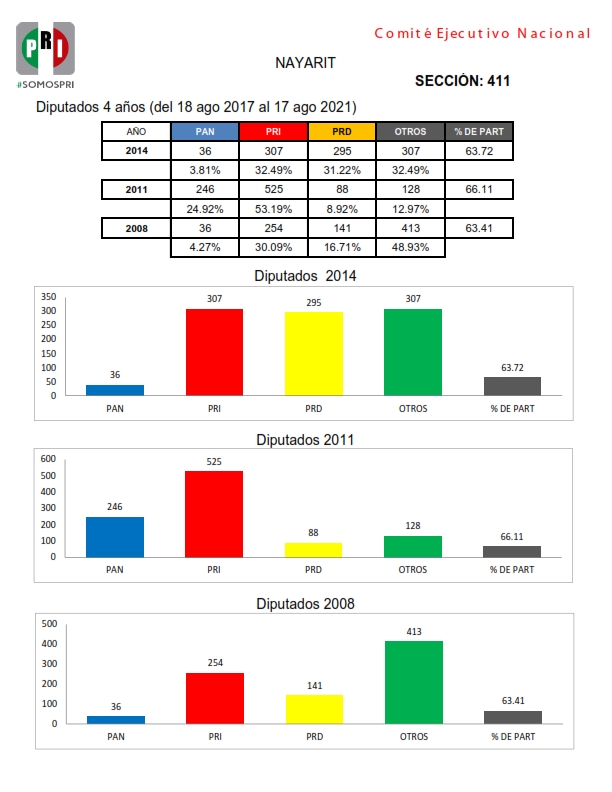 Comité Ejecutivo Nacional
PRI
#SOMOSPRI
NAYARIT
SECCIÓN: 411
Diputados 4 años (del 18 ago 2017 al 17 ago 2021)
AÑO PAN PRI PRD OTROS % DE PART
2014 36 307 295 307 63.72
3.81% 32.49% 31.22% 32.49%
2011 246 525 88 128 66.11
24.92% 53.19% 8.92% 12.97%
2008 36 254 141 413 63.41
4.27% 30.09% 16.71% 48.93%
Diputados 2014
350
300
250
200
150
100
50
0
36 307 295 307 63.72
PAN PRI PRD OTROS % DE PART
Diputados 2011
600
500
400
300
200
100
0
246 525 88 128 66.11
PAN PRI PRD OTROS % DE PART
Diputados 2008
500
400
300
200
100
0
36 254 141 413 63.41
PAN PRI PRD OTROS % DE PART